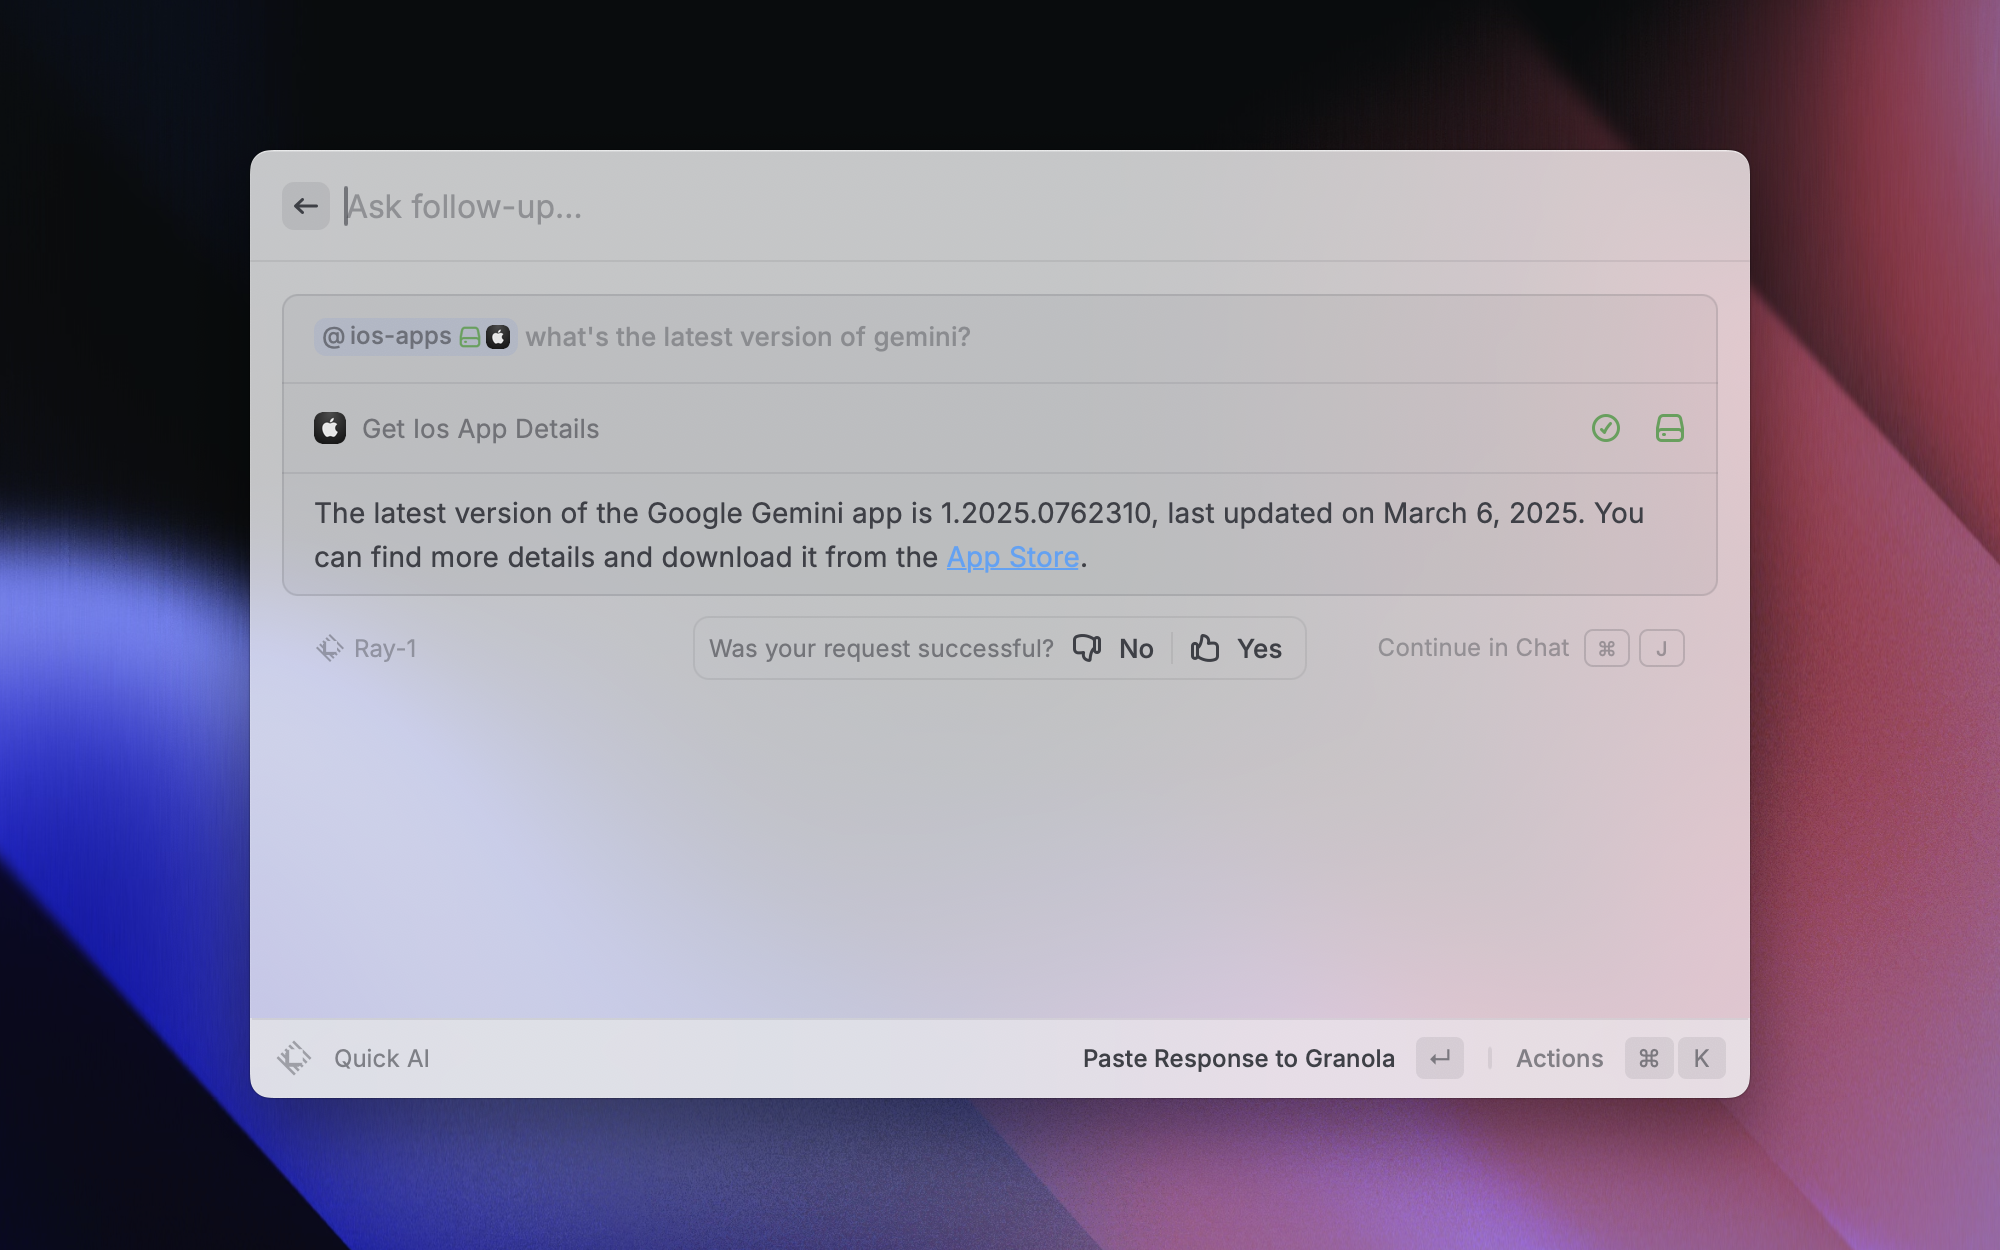 Ask follow-up...
@ios-apps what's the latest version of gemini?
Get Ios App Details
The latest version of the Google Gemini app is 1.2025.0762310, last updated on March 6, 2025. You
can find more details and download it from the App Store.
Ray-1
Was your request successful? No Yes
Continue in Chat ⌘ J
Quick AI
Paste Response to Granola ↵
Actions ⌘ K